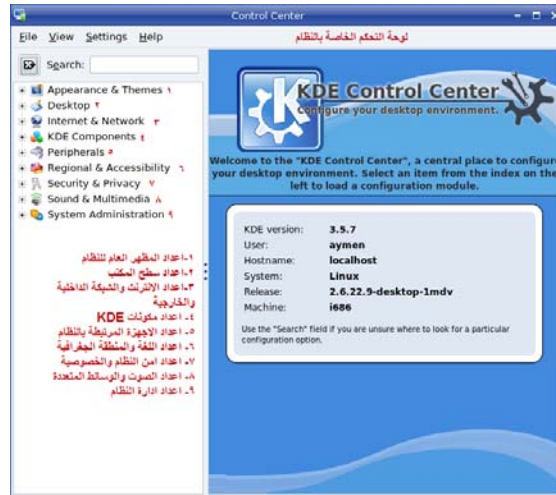 Control Center
File View Settings Help
لوحة التحكم الخاصة بالنظام
Search:
Appearance & Themes ١
Desktop ٢
Internet & Network ٣
KDE Components ٤
Peripherals ٥
Regional & Accessibility ٦
Security & Privacy ٧
Sound & Multimedia ٨
System Administration ٩
١-اعداد المظهر العام للنظام
٢-اعداد سطح المكتب
٣-اعداد الانترنت والشبكة الداخلية
والخارجية
٤- اعداد مكونات KDE
٥- اعداد الاجهزة المرتبطة بالنظام
٦- اعداد اللغة والمنطقة الجغرافية
٧- اعداد امن النظام والخصوصية
٨- اعداد الصوت والوسائط المتعددة
٩- اعداد ادارة النظام
KDE Control Center
Configure your desktop environment.
Welcome to the "KDE Control Center", a central place to configure
your desktop environment. Select an item from the index on the
left to load a configuration module.
KDE version: 3.5.7
User: aymen
Hostname: localhost
System: Linux
Release: 2.6.22.9-desktop-1mdv
Machine: i686
Use the "Search" field if you are unsure where to look for a particular
configuration option.